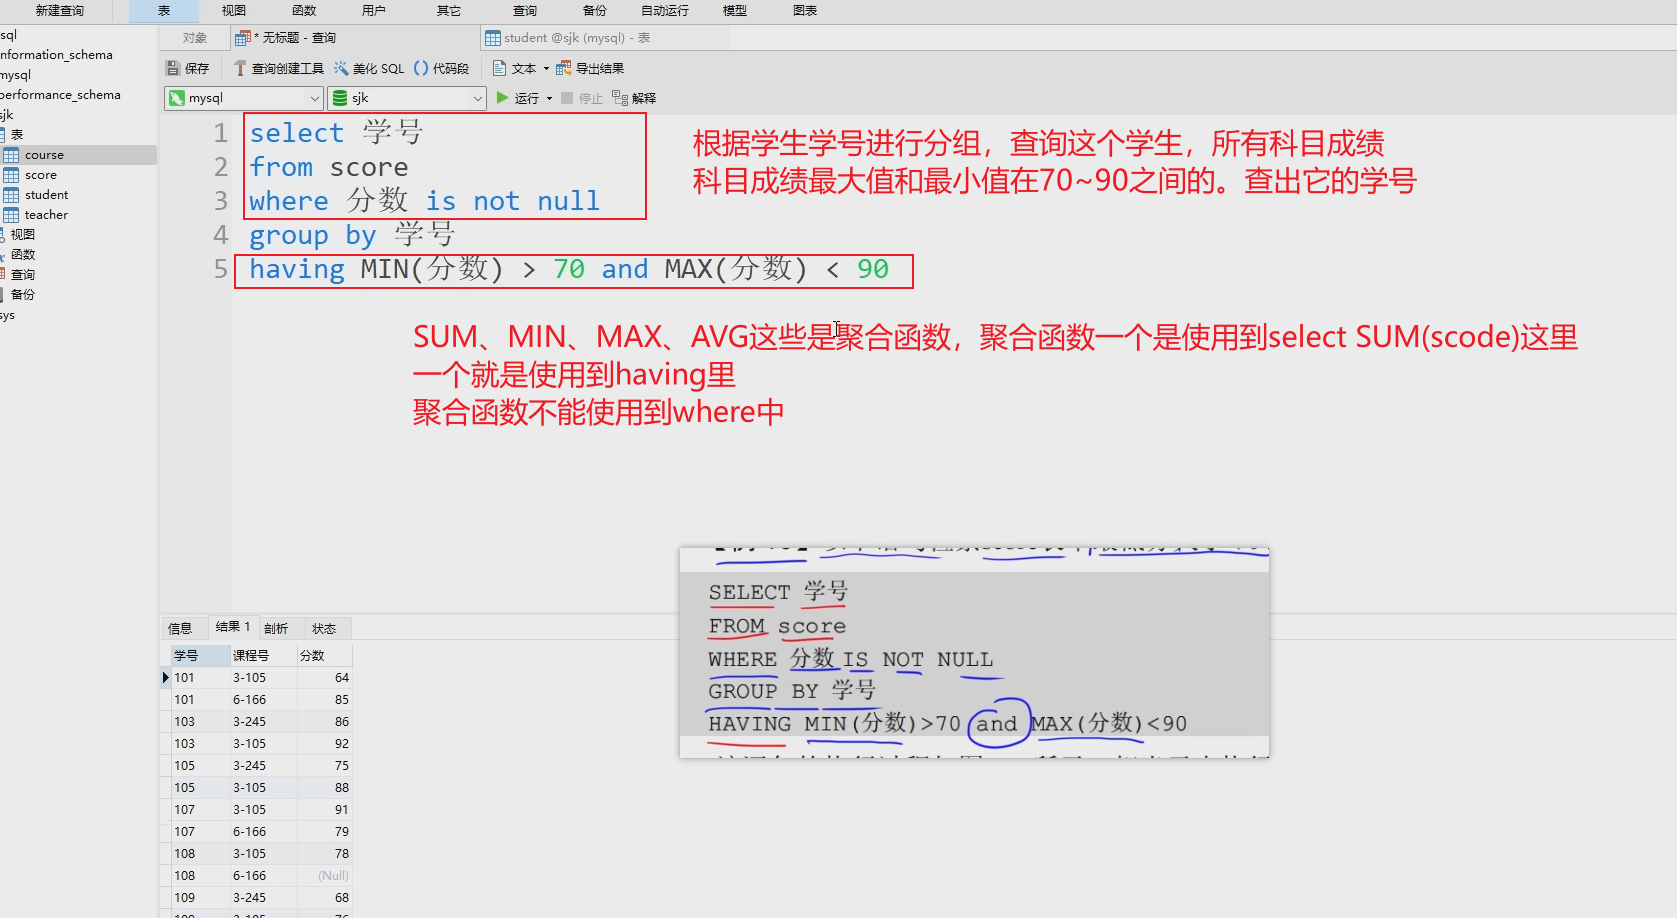 新建查询 表 视图 函数 用户 其它 查询 备份 自动运行 模型 图表
sql
information_schema
mysql
performance_schema
sjk
表
course
score
student
teacher
视图
函数
查询
备份
sys
对象 * 无标题 - 查询 student @sjk (mysql) - 表
保存 查询创建工具 美化 SQL () 代码段 文本 导出结果
mysql sjk 运行 停止 解释
1 select 学号
2 from score
3 where 分数 is not null
4 group by 学号
5 having MIN(分数) > 70 and MAX(分数) < 90
根据学生学号进行分组，查询这个学生，所有科目成绩
科目成绩最大值和最小值在70~90之间的。查出它的学号
SUM、MIN、MAX、AVG这些是聚合函数，聚合函数一个是使用到select SUM(scode)这里
一个就是使用到having里
聚合函数不能使用到where中
SELECT 学号
FROM score
WHERE 分数 IS NOT NULL
GROUP BY 学号
HAVING MIN(分数)>70 and MAX(分数)<90
信息 结果 1 剖析 状态
学号 课程号 分数
101 3-105 64
101 6-166 85
103 3-245 86
103 3-105 92
105 3-245 75
105 3-105 88
107 3-105 91
107 6-166 79
108 3-105 78
108 6-166 (Null)
109 3-245 68